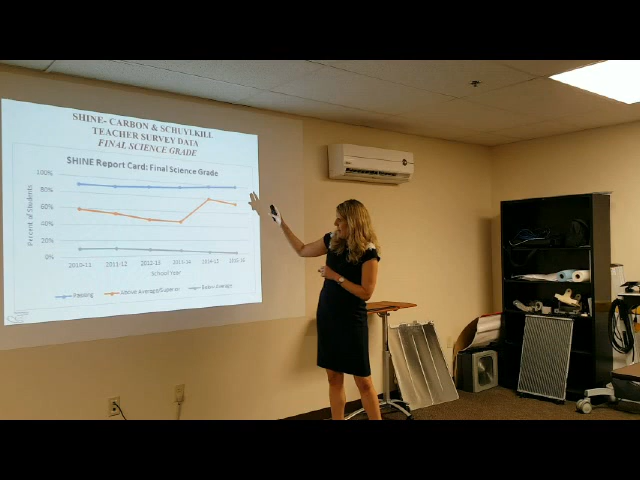 SHINE- CARBON & SCHUYLKILL
TEACHER SURVEY DATA
FINAL SCIENCE GRADE
SHINE Report Card: Final Science Grade
100%
80%
60%
40%
20%
0%
Percent of Students
2010-11 2011-12 2012-13 2013-14 2014-15 2015-16
School Year
Passing Above Average/Superior Below Average